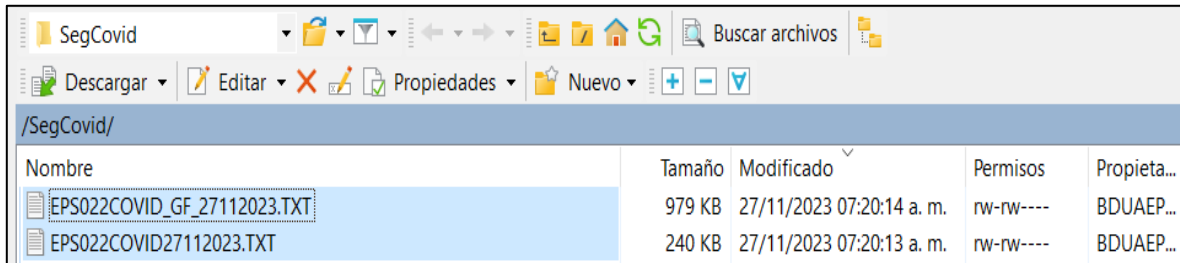 SegCovid Buscar archivos
Descargar Editar Propiedades Nuevo
/SegCovid/
Nombre Tamaño Modificado Permisos Propieta...
EPS022COVID_GF_27112023.TXT 979 KB 27/11/2023 07:20:14 a. m. rw-rw---- BDUAEP...
EPS022COVID27112023.TXT 240 KB 27/11/2023 07:20:13 a. m. rw-rw---- BDUAEP...